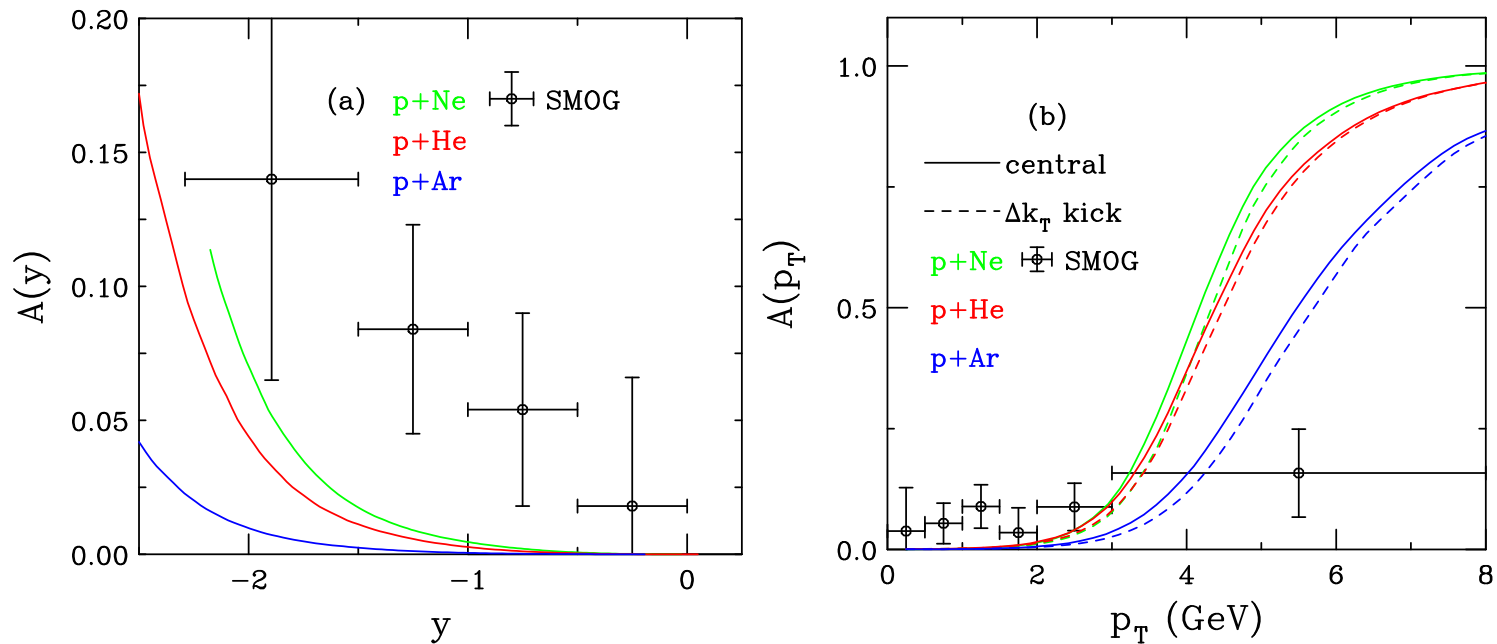 0.20
0.15
0.10
0.05
0.00
A(y)
(a)
p+Ne SMOG
p+He
p+Ar
−2 −1 0
y
1.0
0.5
0.0
A(p_T)
(b)
central
Δk_T kick
p+Ne SMOG
p+He
p+Ar
0 2 4 6 8
p_T (GeV)